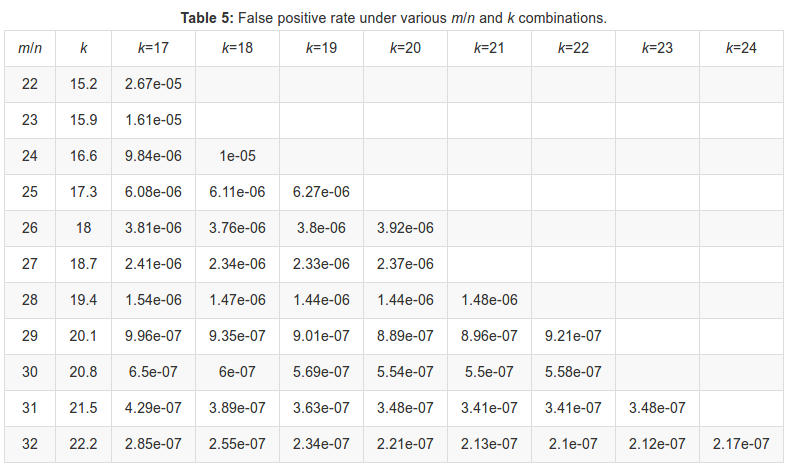 Table 5: False positive rate under various m/n and k combinations.
m/n k k=17 k=18 k=19 k=20 k=21 k=22 k=23 k=24
22 15.2 2.67e-05
23 15.9 1.61e-05
24 16.6 9.84e-06 1e-05
25 17.3 6.08e-06 6.11e-06 6.27e-06
26 18 3.81e-06 3.76e-06 3.8e-06 3.92e-06
27 18.7 2.41e-06 2.34e-06 2.33e-06 2.37e-06
28 19.4 1.54e-06 1.47e-06 1.44e-06 1.44e-06 1.48e-06
29 20.1 9.96e-07 9.35e-07 9.01e-07 8.89e-07 8.96e-07 9.21e-07
30 20.8 6.5e-07 6e-07 5.69e-07 5.54e-07 5.5e-07 5.58e-07
31 21.5 4.29e-07 3.89e-07 3.63e-07 3.48e-07 3.41e-07 3.41e-07 3.48e-07
32 22.2 2.85e-07 2.55e-07 2.34e-07 2.21e-07 2.13e-07 2.1e-07 2.12e-07 2.17e-07